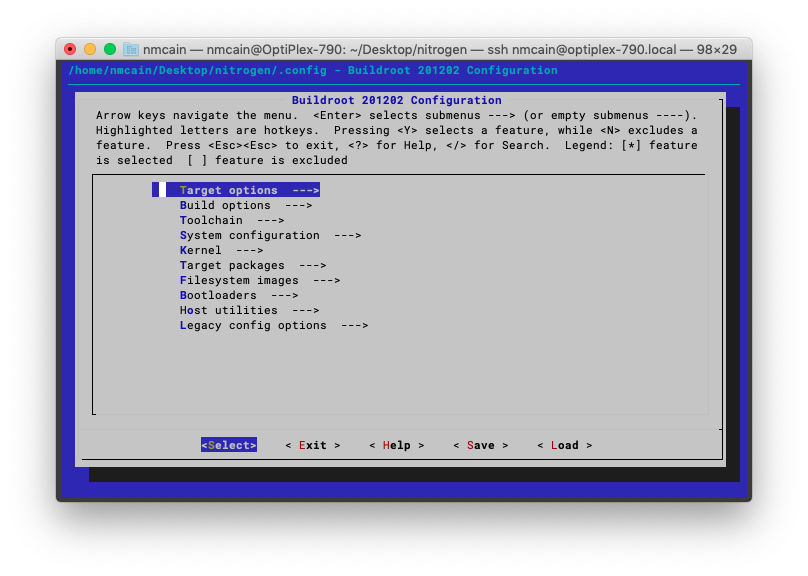 nmcain — nmcain@OptiPlex-790: ~/Desktop/nitrogen — ssh nmcain@optiplex-790.local — 98×29
/home/nmcain/Desktop/nitrogen/.config - Buildroot 201202 Configuration
Buildroot 201202 Configuration
Arrow keys navigate the menu.  <Enter> selects submenus ---> (or empty submenus ----).
Highlighted letters are hotkeys.  Pressing <Y> selects a feature, while <N> excludes a
feature.  Press <Esc><Esc> to exit, <?> for Help, </> for Search.  Legend: [*] feature
is selected  [ ] feature is excluded
Target options  --->
Build options  --->
Toolchain  --->
System configuration  --->
Kernel  --->
Target packages  --->
Filesystem images  --->
Bootloaders  --->
Host utilities  --->
Legacy config options  --->
<Select>    < Exit >    < Help >    < Save >    < Load >